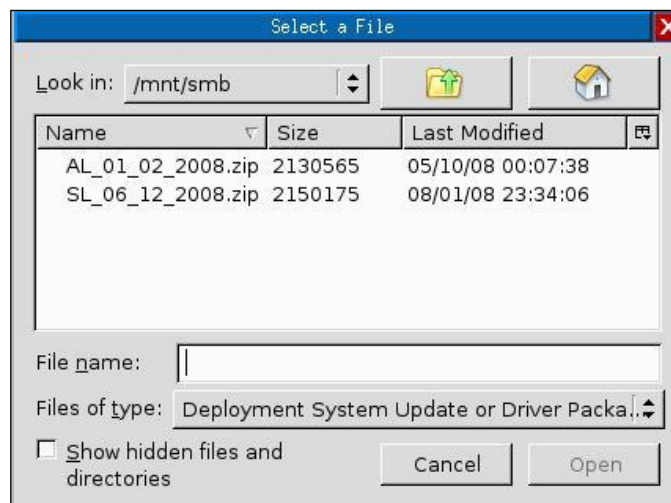 Select a File
Look in: /mnt/smb
Name Size Last Modified
AL_01_02_2008.zip 2130565 05/10/08 00:07:38
SL_06_12_2008.zip 2150175 08/01/08 23:34:06
File name:
Files of type: Deployment System Update or Driver Packa..
Show hidden files and
directories
Cancel Open